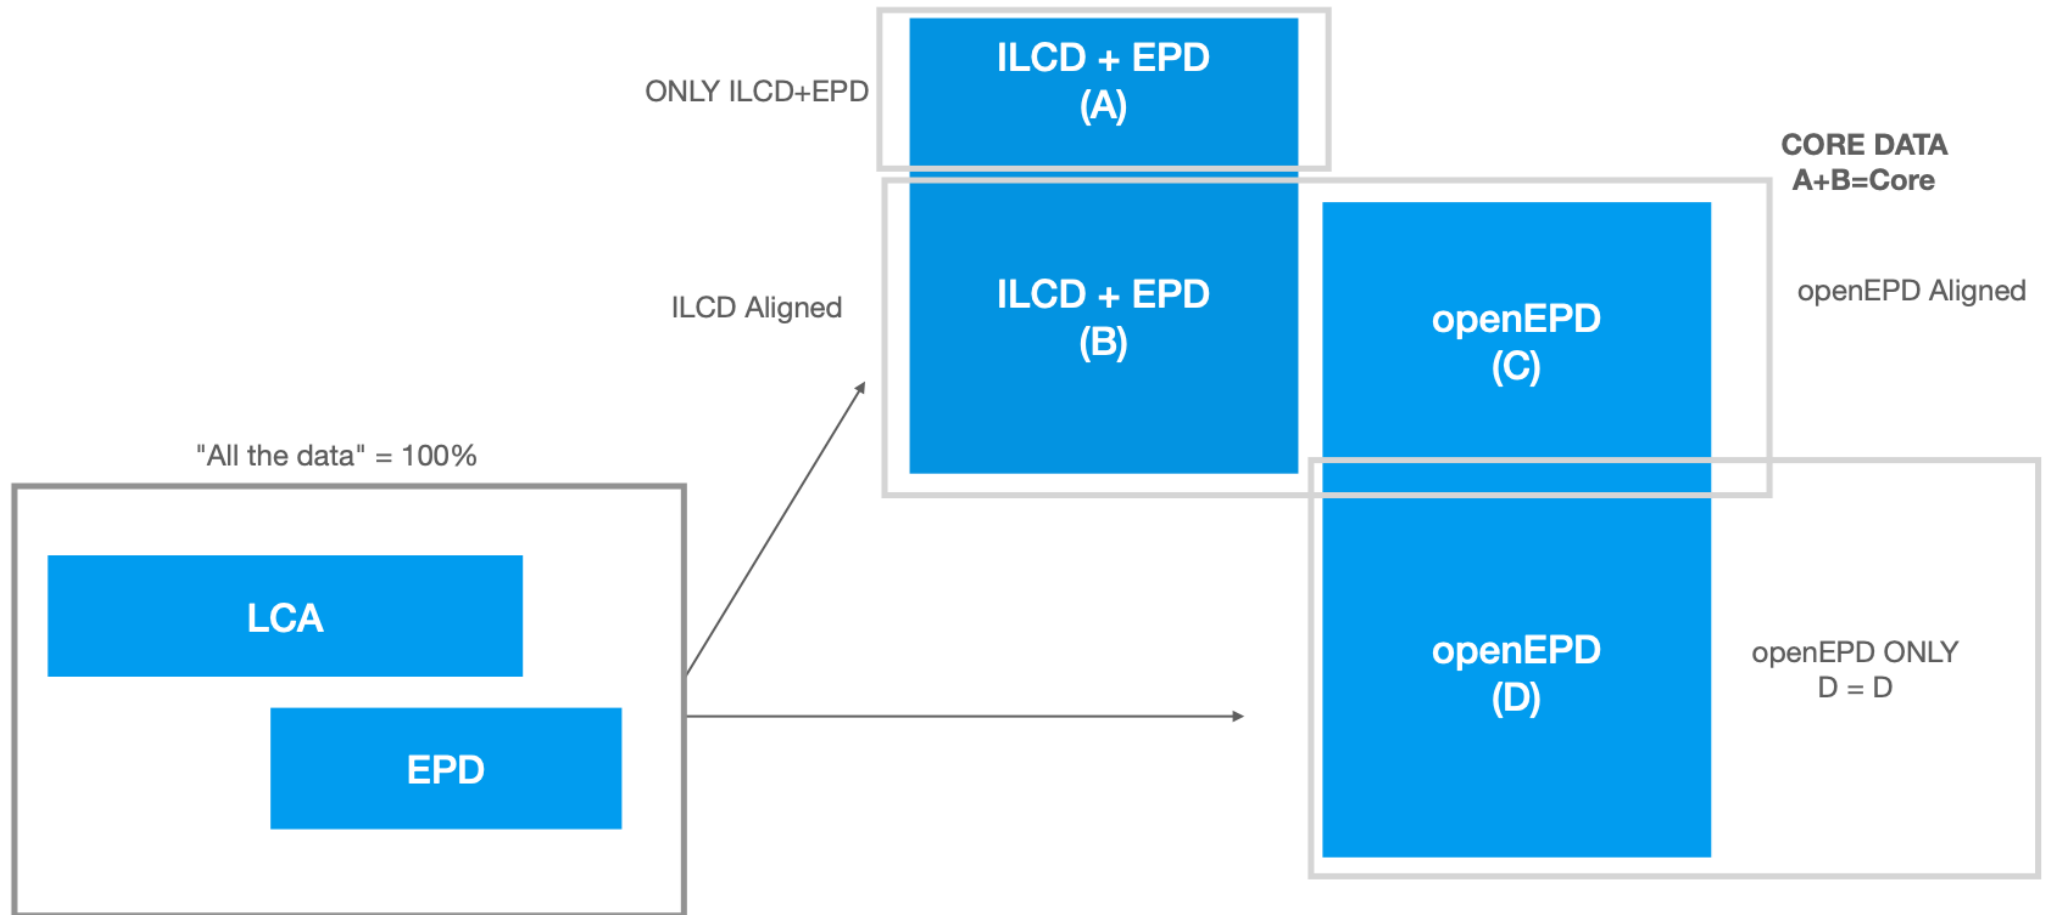 ONLY ILCD+EPD
ILCD + EPD
(A)
CORE DATA
A+B=Core
ILCD Aligned
ILCD + EPD
(B)
openEPD
(C)
openEPD Aligned
"All the data" = 100%
LCA
EPD
openEPD
(D)
openEPD ONLY
D = D